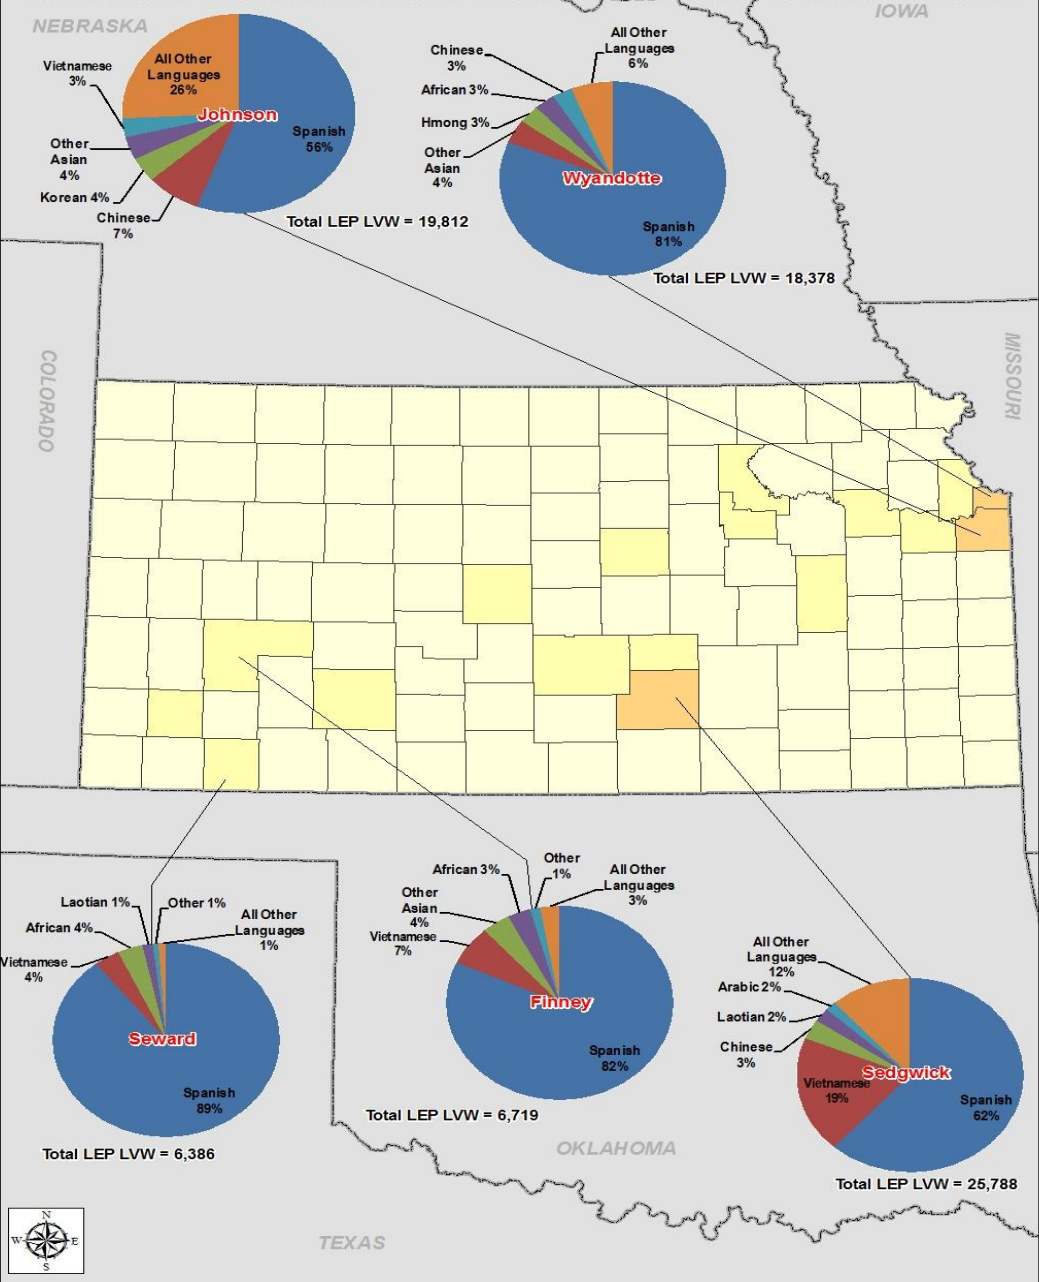 NEBRASKA
IOWA
All Other
Languages
26%
Vietnamese
3%
Johnson
Spanish
56%
Other
Asian
4%
Korean 4%
Chinese
7%
Total LEP LVW = 19,812
Chinese
3%
All Other
Languages
6%
African 3%
Hmong 3%
Other
Asian
4%
Wyandotte
Spanish
81%
Total LEP LVW = 18,378
COLORADO
MISSOURI
Laotian 1%
Other 1%
African 4%
All Other
Languages
1%
Vietnamese
4%
Seward
Spanish
89%
Total LEP LVW = 6,386
African 3%
Other
1%
All Other
Languages
3%
Other
Asian
4%
Vietnamese
7%
Finney
Spanish
82%
Total LEP LVW = 6,719
All Other
Languages
12%
Arabic 2%
Laotian 2%
Chinese
3%
Sedgwick
Vietnamese
19%
Spanish
62%
Total LEP LVW = 25,788
OKLAHOMA
TEXAS
N
W
E
S